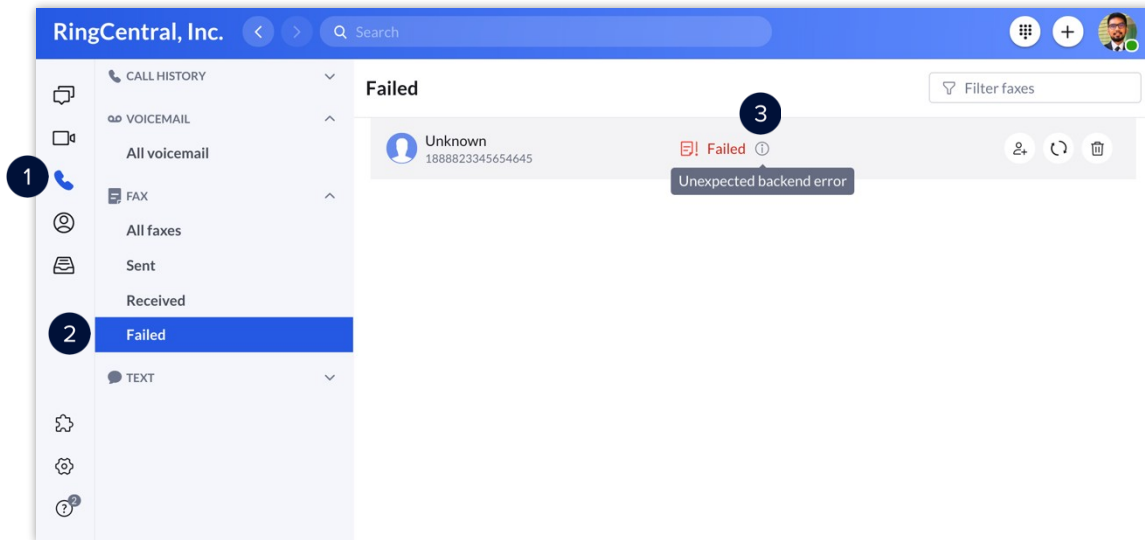 RingCentral, Inc.
Search
CALL HISTORY
VOICEMAIL
All voicemail
FAX
All faxes
Sent
Received
Failed
TEXT
1
2
2
Failed
Filter faxes
3
Unknown
1888823345654645
Failed
Unexpected backend error